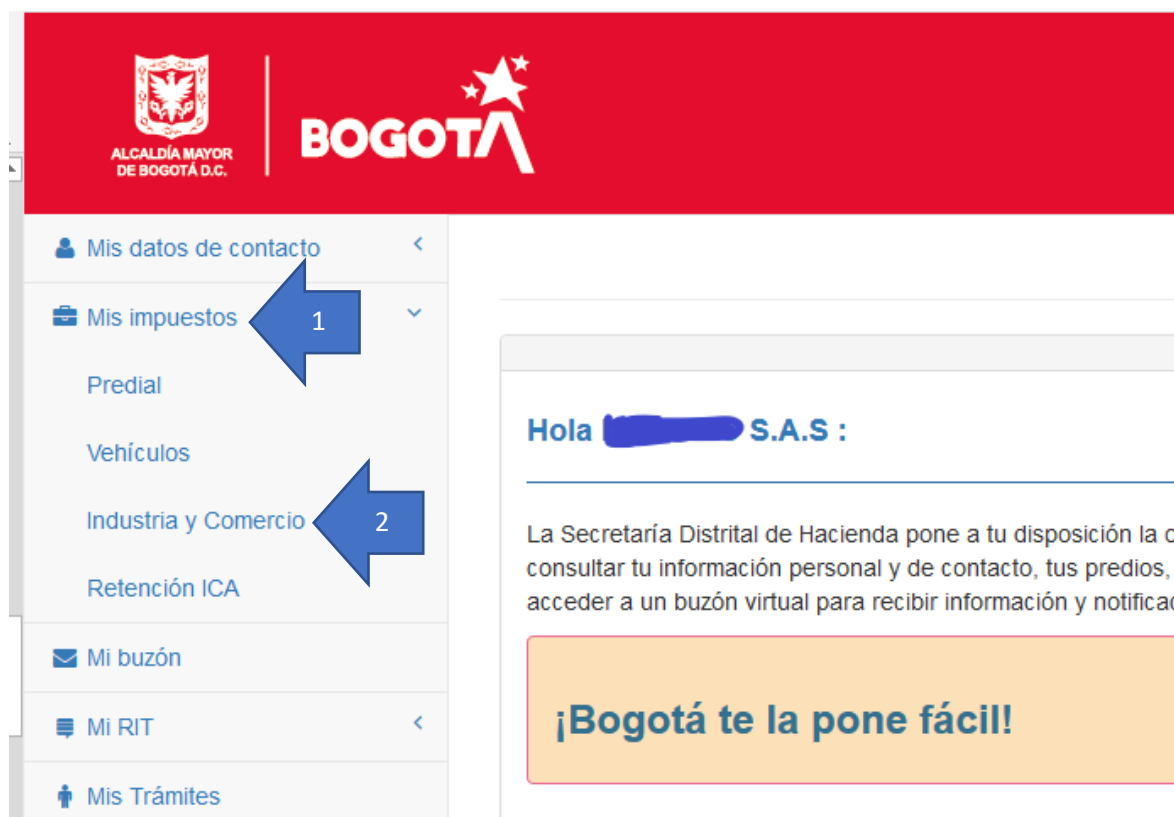 ALCALDÍA MAYOR
DE BOGOTÁ D.C.
BOGOTÁ
Mis datos de contacto
Mis impuestos
1
Predial
Vehículos
Industria y Comercio
2
Retención ICA
Mi buzón
Mi RIT
Mis Trámites
Hola S.A.S :
La Secretaría Distrital de Hacienda pone a tu disposición la
consultar tu información personal y de contacto, tus predios,
acceder a un buzón virtual para recibir información y
¡Bogotá te la pone fácil!